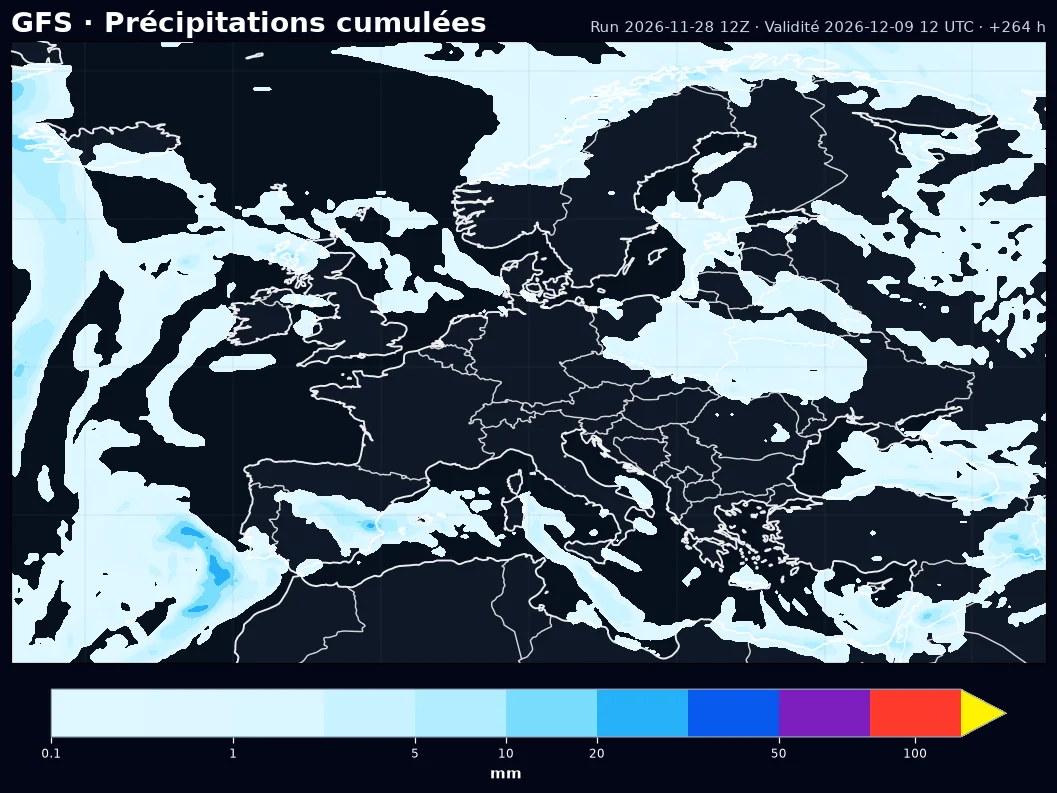 GFS · Précipitations cumulées
Run 2026-11-28 12Z · Validité 2026-12-09 12 UTC · +264 h
0.1 1 5 10 20 50 100
mm